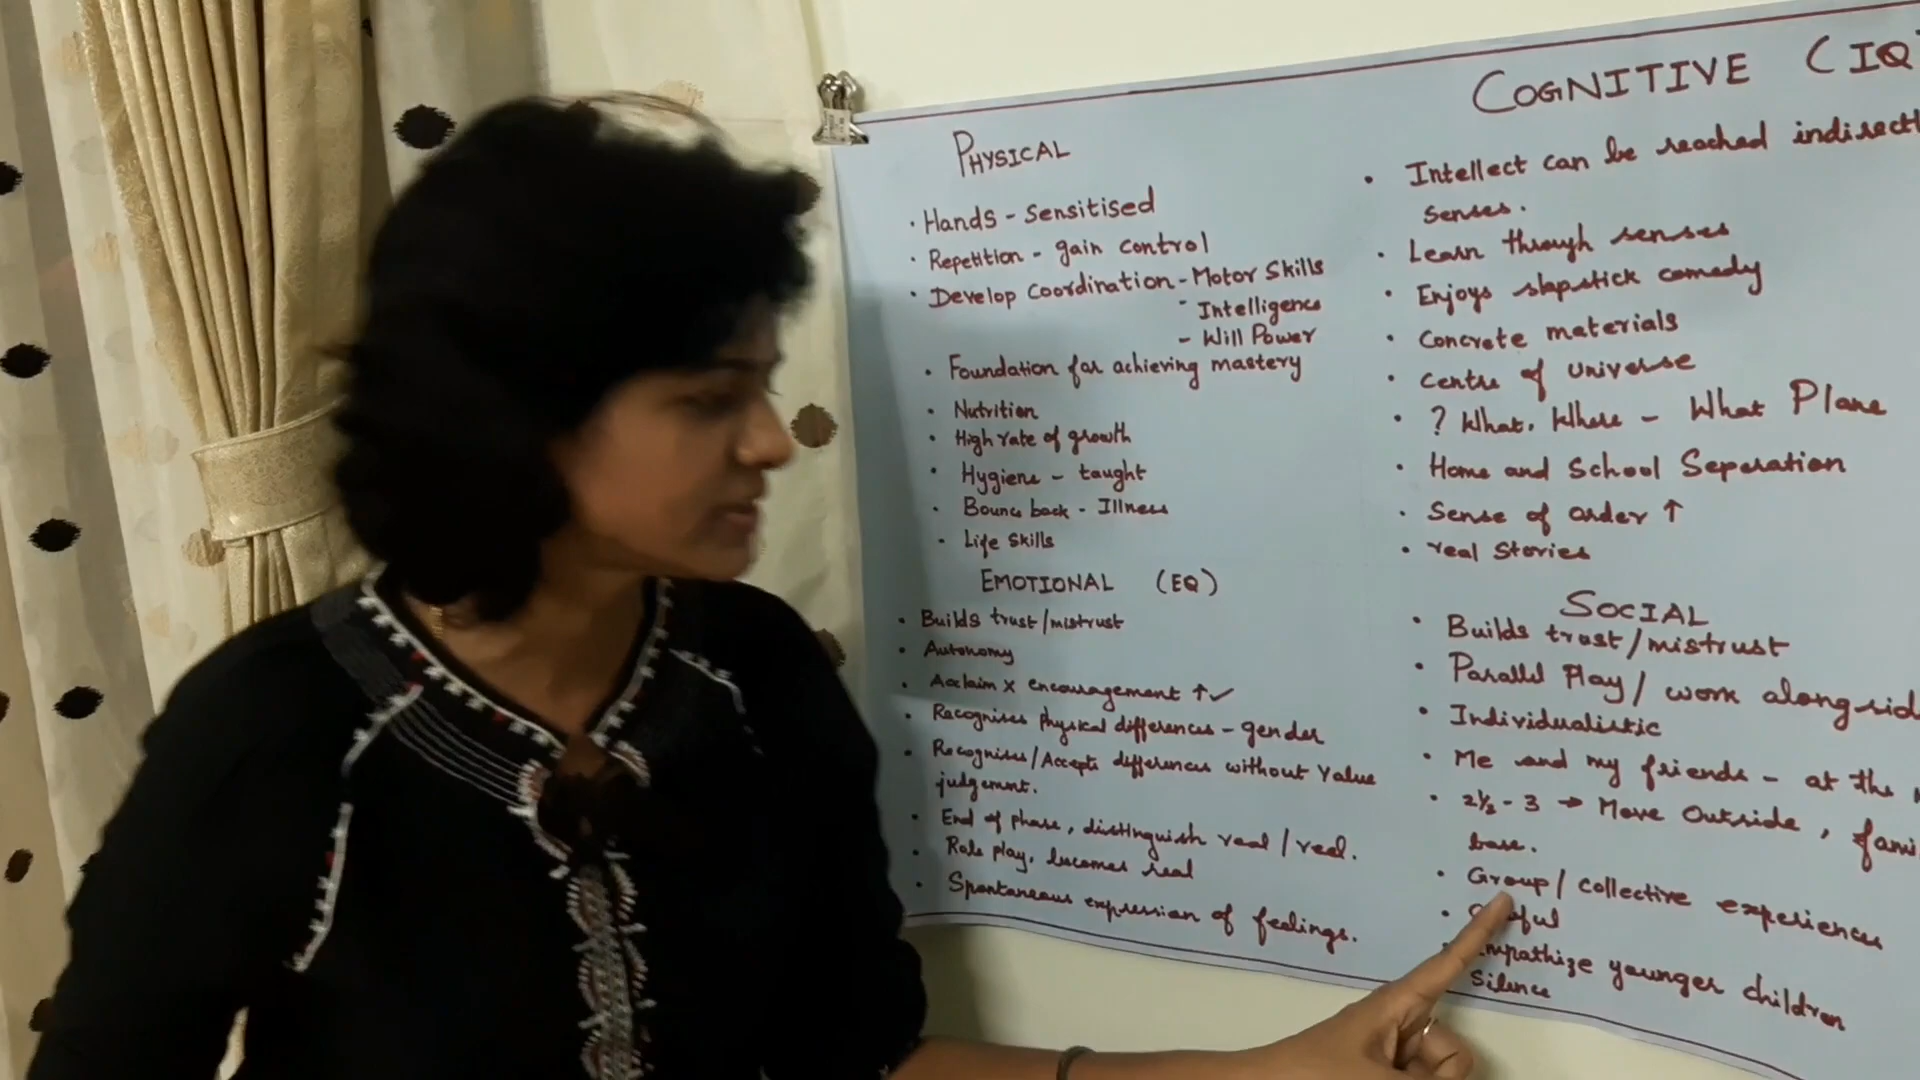 PHYSICAL
· Hands - Sensitised
· Repetition - gain control
· Develop Coordination - Motor Skills
- Intelligence
- Will Power
· Foundation for achieving mastery
· Nutrition
· High rate of growth
· Hygiene - taught
· Bounce back - Illness
· Life Skills
EMOTIONAL (EQ)
· Builds trust/mistrust
· Autonomy
· Acclaim x encouragement ↑✓
· Recognises physical differences - gender
· Recognises/Accepts differences without Value
judgement.
· End of phase, distinguish real / real.
· Role play, becomes real
· Spontaneous expression of feelings.
COGNITIVE (IQ
· Intellect can be reached
senses.
· Learn through senses
· Enjoys slapstick comedy
· Concrete materials
· Centre of universe
· ? What, Where - What Plane
· Home and School Seperation
· Sense of order ↑
· real Stories
SOCIAL
· Builds trust/mistrust
· Parallel Play / work
· Individualistic
· Me and my friends - at the
· 2½ - 3 → Move Outside,
base.
· Group / collective experiences
· younger children
Silence